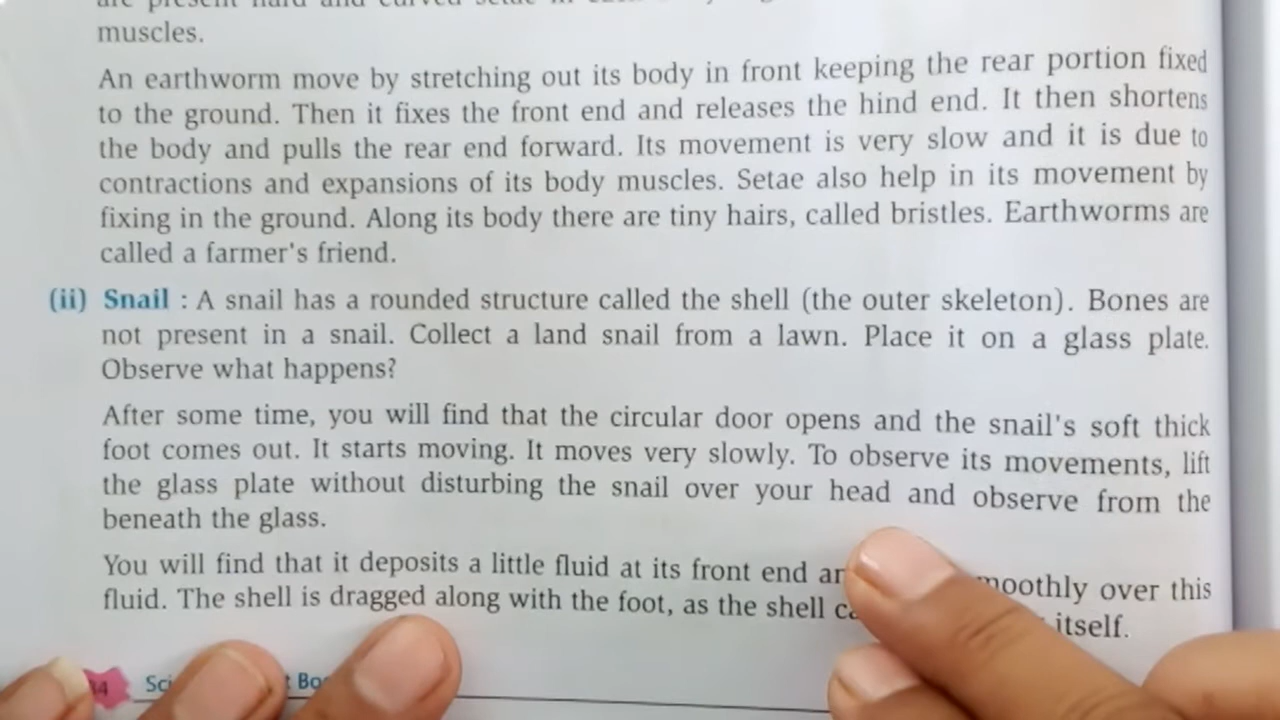 muscles.
An earthworm move by stretching out its body in front keeping the rear portion fixed
to the ground. Then it fixes the front end and releases the hind end. It then shortens
the body and pulls the rear end forward. Its movement is very slow and it is due to
contractions and expansions of its body muscles. Setae also help in its movement by
fixing in the ground. Along its body there are tiny hairs, called bristles. Earthworms are
called a farmer's friend.
(ii) Snail : A snail has a rounded structure called the shell (the outer skeleton). Bones are
not present in a snail. Collect a land snail from a lawn. Place it on a glass plate.
Observe what happens?
After some time, you will find that the circular door opens and the snail's soft thick
foot comes out. It starts moving. It moves very slowly. To observe its movements, lift
the glass plate without disturbing the snail over your head and observe from the
beneath the glass.
You will find that it deposits a little fluid at its front end over this
fluid. The shell is dragged along with the foot, as the shell itself.